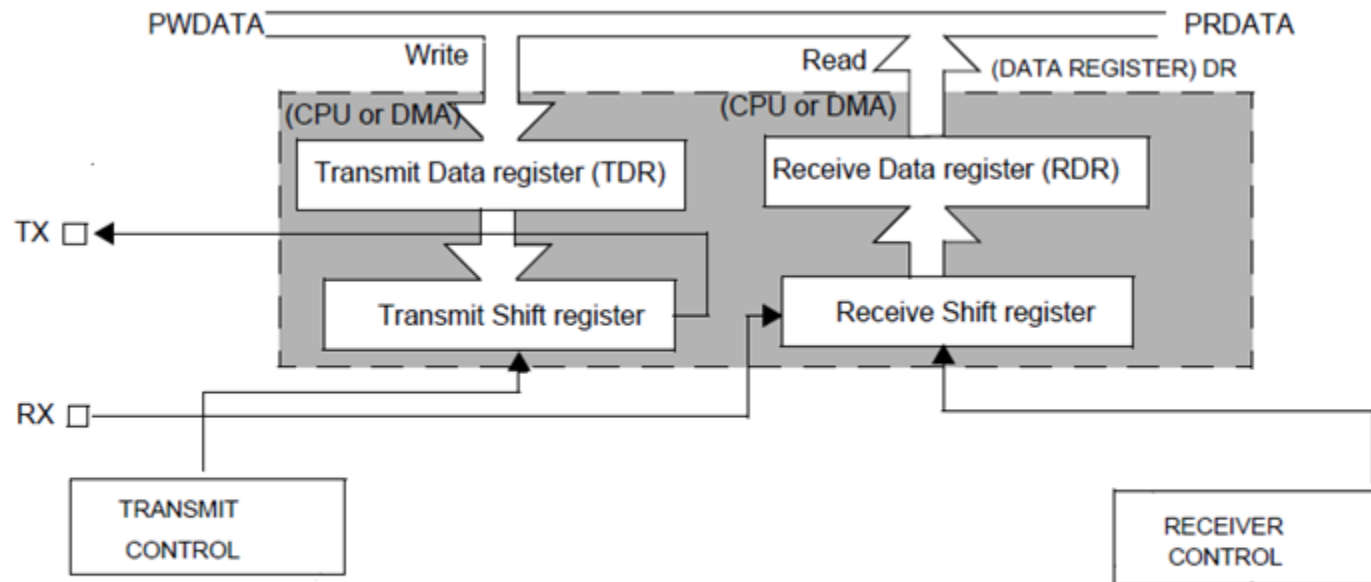 PWDATA
PRDATA
Write
Read
(DATA REGISTER) DR
(CPU or DMA)
(CPU or DMA)
Transmit Data register (TDR)
Receive Data register (RDR)
TX
Transmit Shift register
Receive Shift register
RX
TRANSMIT
CONTROL
RECEIVER
CONTROL